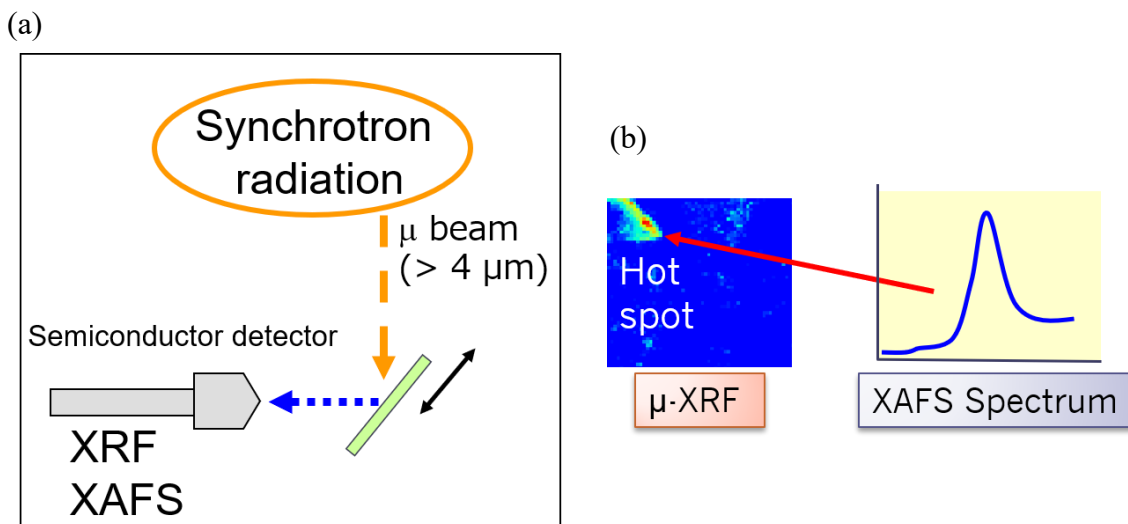 (a)
Synchrotron
radiation
μ beam
(> 4 μm)
Semiconductor detector
XRF
XAFS
(b)
Hot
spot
μ-XRF
XAFS Spectrum